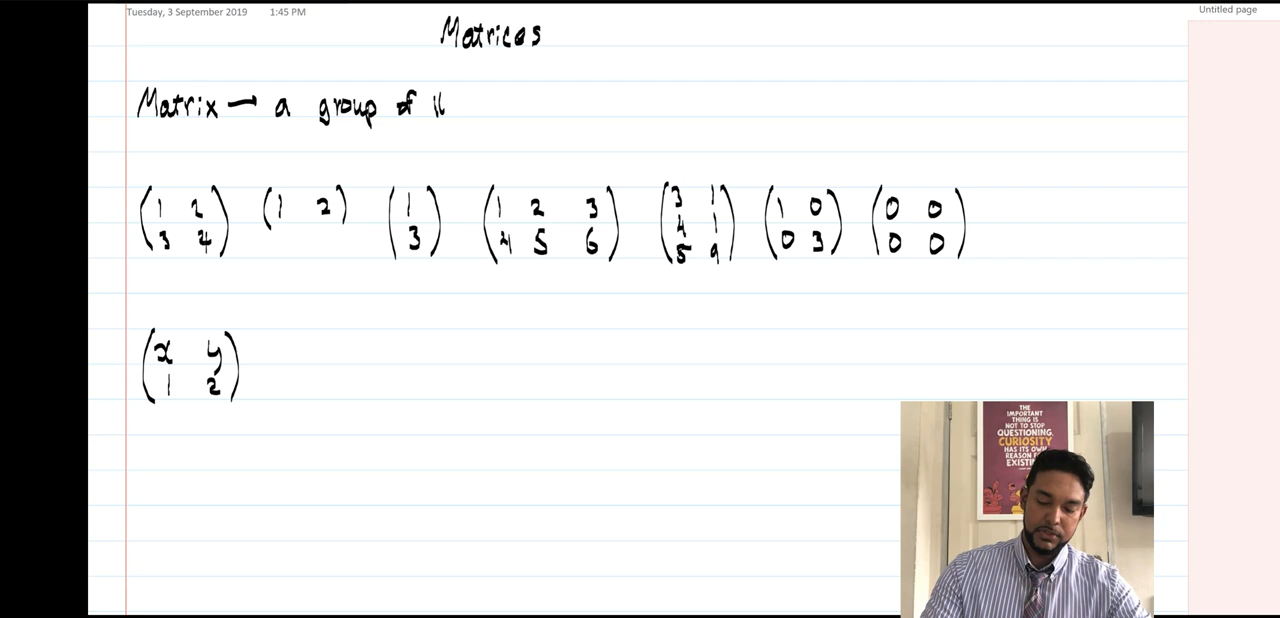 Tuesday, 3 September 2019 1:45 PM
Untitled page
Matrices
Matrix → a group of
( 1 2 ) ( 1 2 ) ( 1 ) ( 1 2 3 ) ( 3 1 ) ( 1 0 ) ( 0 0 )
( 3 4 ) ( 3 ) ( 4 5 6 ) ( 4 1 ) ( 0 3 ) ( 0 0 )
( 5 9 )
( x y )
( 1 2 )
THE
IMPORTANT
THING IS
NOT TO STOP
QUESTIONING.
CURIOSITY
HAS ITS OWN
REASON